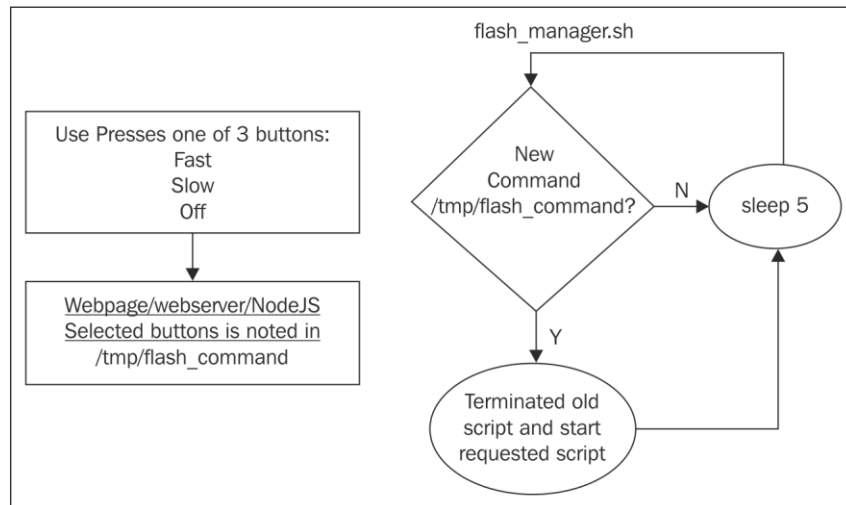 Use Presses one of 3 buttons:
Fast
Slow
Off
Webpage/webserver/NodeJS
Selected buttons is noted in
/tmp/flash_command
flash_manager.sh
New
Command
/tmp/flash_command?
N
sleep 5
Y
Terminated old
script and start
requested script